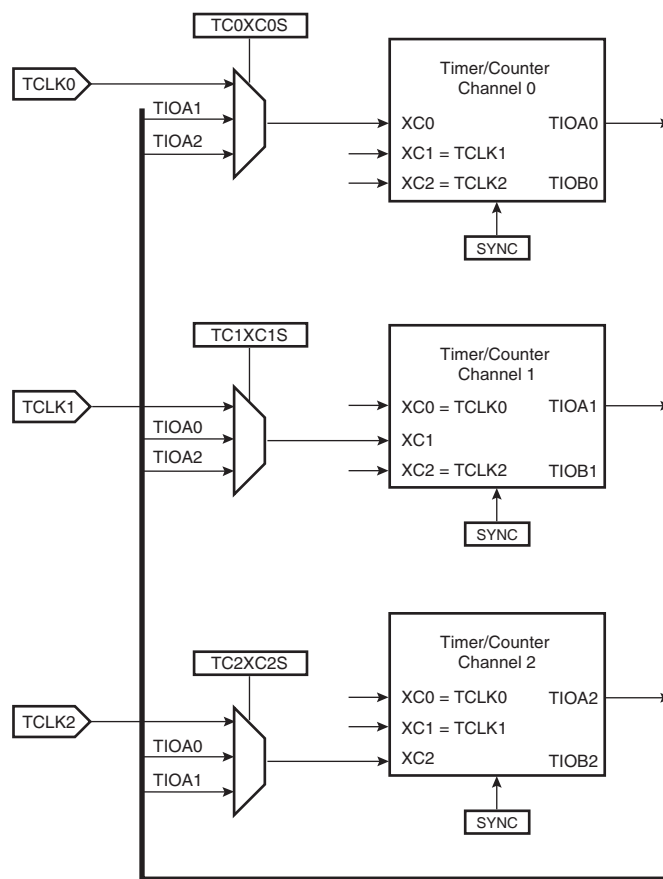 TC0XC0S
TCLK0
TIOA1
TIOA2
Timer/Counter
Channel 0
XC0
TIOA0
XC1 = TCLK1
XC2 = TCLK2
TIOB0
SYNC
TC1XC1S
TCLK1
TIOA0
TIOA2
Timer/Counter
Channel 1
XC0 = TCLK0
TIOA1
XC1
XC2 = TCLK2
TIOB1
SYNC
TC2XC2S
TCLK2
TIOA0
TIOA1
Timer/Counter
Channel 2
XC0 = TCLK0
TIOA2
XC1 = TCLK1
XC2
TIOB2
SYNC